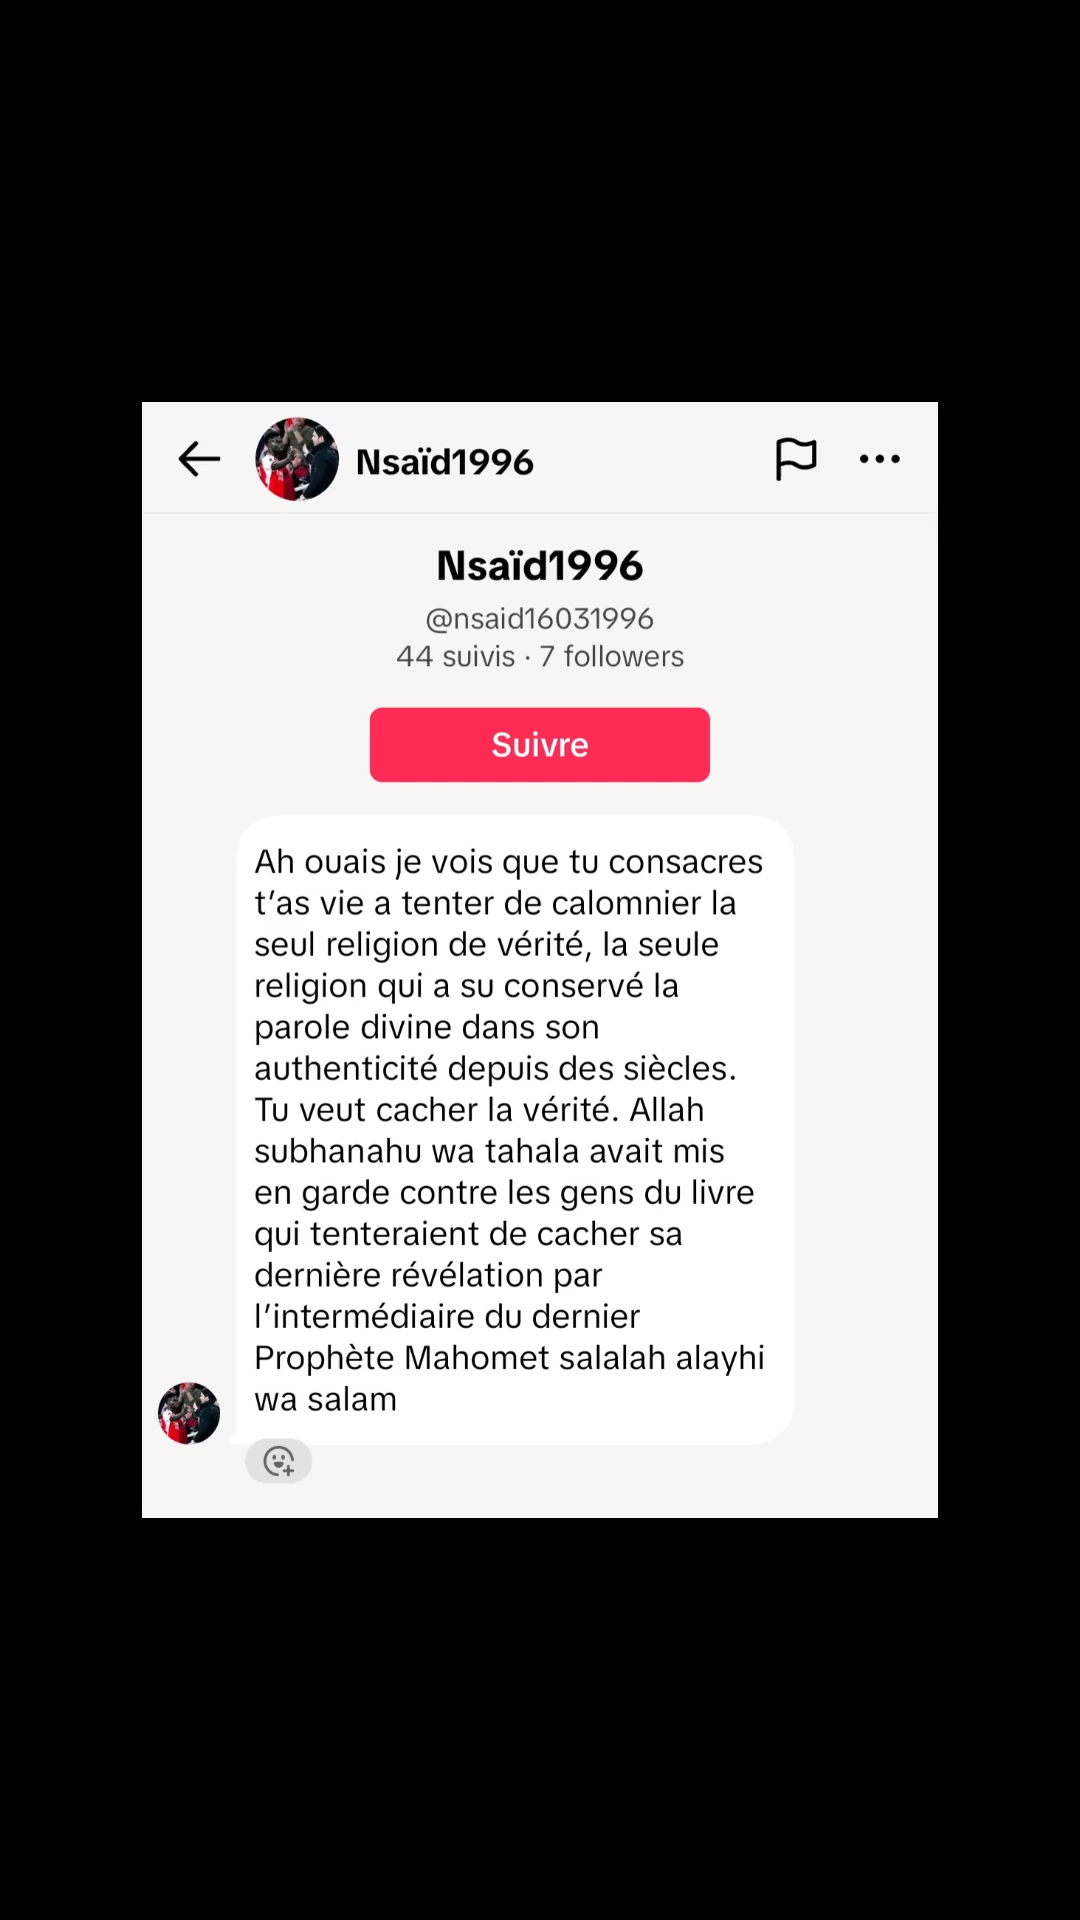 Nsaïd1996
Nsaïd1996
@nsaid16031996
44 suivis · 7 followers
Suivre
Ah ouais je vois que tu consacres
t’as vie a tenter de calomnier la
seul religion de vérité, la seule
religion qui a su conservé la
parole divine dans son
authenticité depuis des siècles.
Tu veut cacher la vérité. Allah
subhanahu wa tahala avait mis
en garde contre les gens du livre
qui tenteraient de cacher sa
dernière révélation par
l’intermédiaire du dernier
Prophète Mahomet salalah alayhi
wa salam